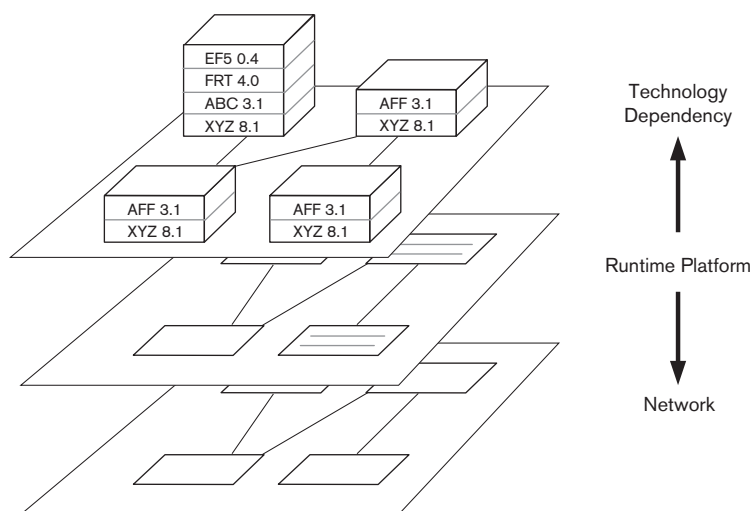 EF5 0.4
FRT 4.0
ABC 3.1
XYZ 8.1
AFF 3.1
XYZ 8.1
AFF 3.1
XYZ 8.1
AFF 3.1
XYZ 8.1
Technology
Dependency
Runtime Platform
Network